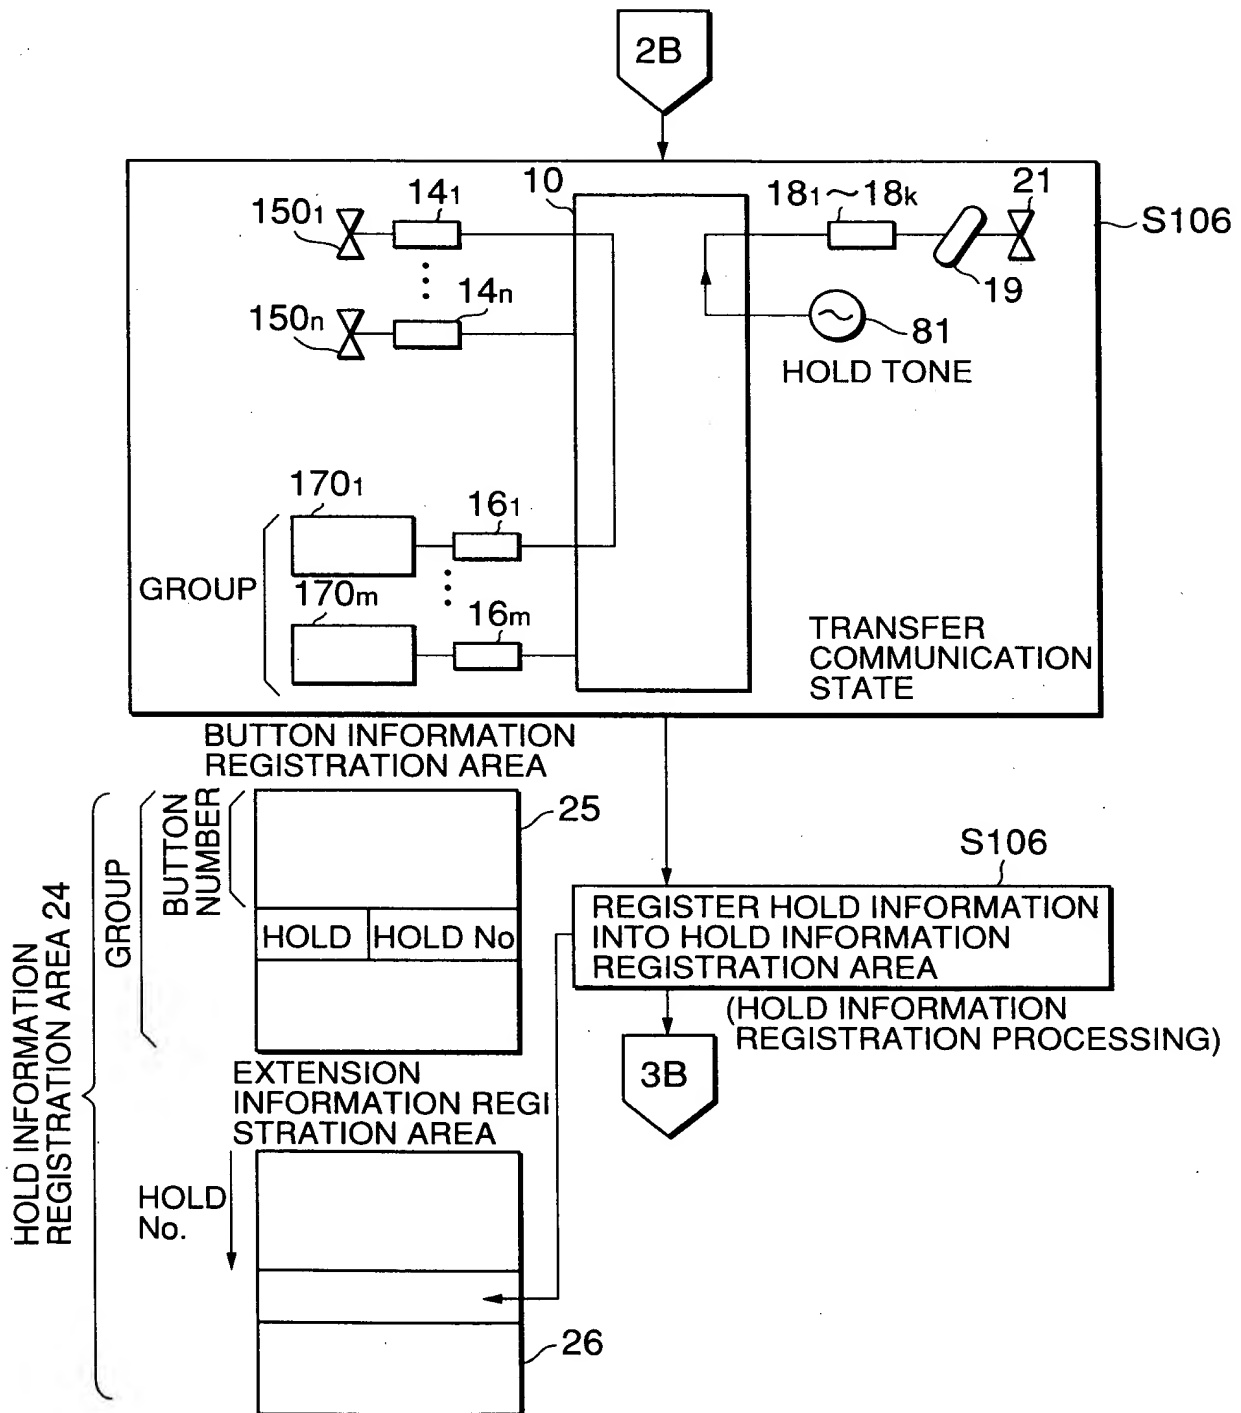 2B
150₁
14₁
10
18₁～18ₖ
21
S106
150ₙ
14ₙ
19
81
HOLD TONE
170₁
16₁
GROUP
170ₘ
16ₘ
TRANSFER
COMMUNICATION
STATE
BUTTON INFORMATION
REGISTRATION AREA
HOLD INFORMATION
REGISTRATION AREA 24
GROUP
BUTTON
NUMBER
25
HOLD
HOLD No
S106
REGISTER HOLD INFORMATION
INTO HOLD INFORMATION
REGISTRATION AREA
(HOLD INFORMATION
REGISTRATION PROCESSING)
3B
EXTENSION
INFORMATION REGI
STRATION AREA
HOLD
No.
26